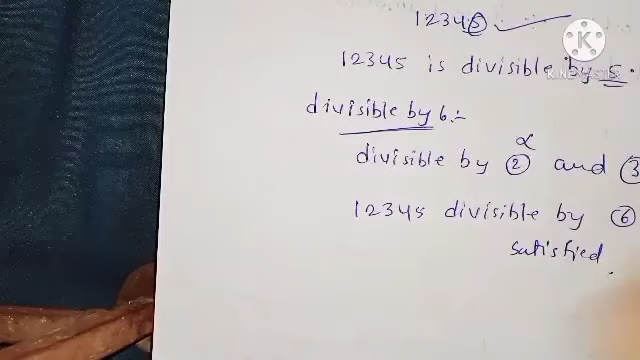 12345
12345 is divisible by 5.
divisible by 6:-
α
divisible by 2 and 3
12345 divisible by 6
satisfied.
KINEMASTER